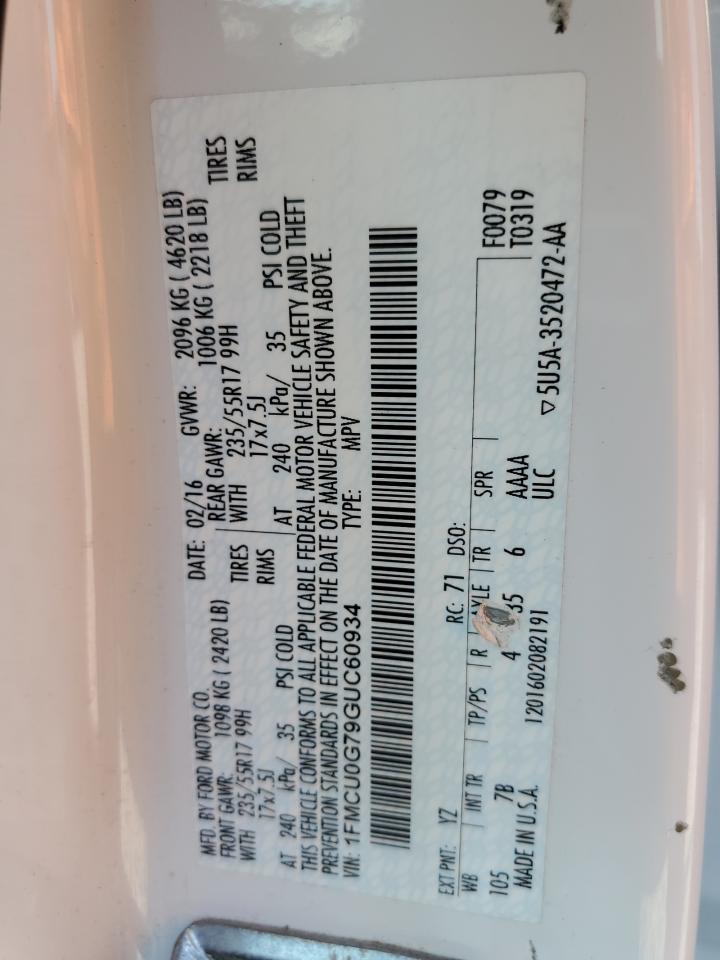 MFD. BY FORD MOTOR CO.
DATE: 02/16 GVWR: 2096 KG ( 4620 LB)
FRONT GAWR: 1098 KG ( 2420 LB) REAR GAWR: 1006 KG ( 2218 LB)
WITH 235/55R17 99H TIRES WITH 235/55R17 99H TIRES
17x7.5J RIMS 17x7.5J RIMS
AT 240 kPa/ 35 PSI COLD AT 240 kPa/ 35 PSI COLD
THIS VEHICLE CONFORMS TO ALL APPLICABLE FEDERAL MOTOR VEHICLE SAFETY AND THEFT
PREVENTION STANDARDS IN EFFECT ON THE DATE OF MANUFACTURE SHOWN ABOVE.
VIN: 1FMCU0G79GUC60934 TYPE: MPV
EXT PNT: YZ RC: 71 DSO:
WB INT TR TP/PS R AXLE TR SPR F0079
105 7B 4 35 6 AAAA T0319
MADE IN U.S.A. 1201602082191 ULC ▽5U5A-3520472-AA